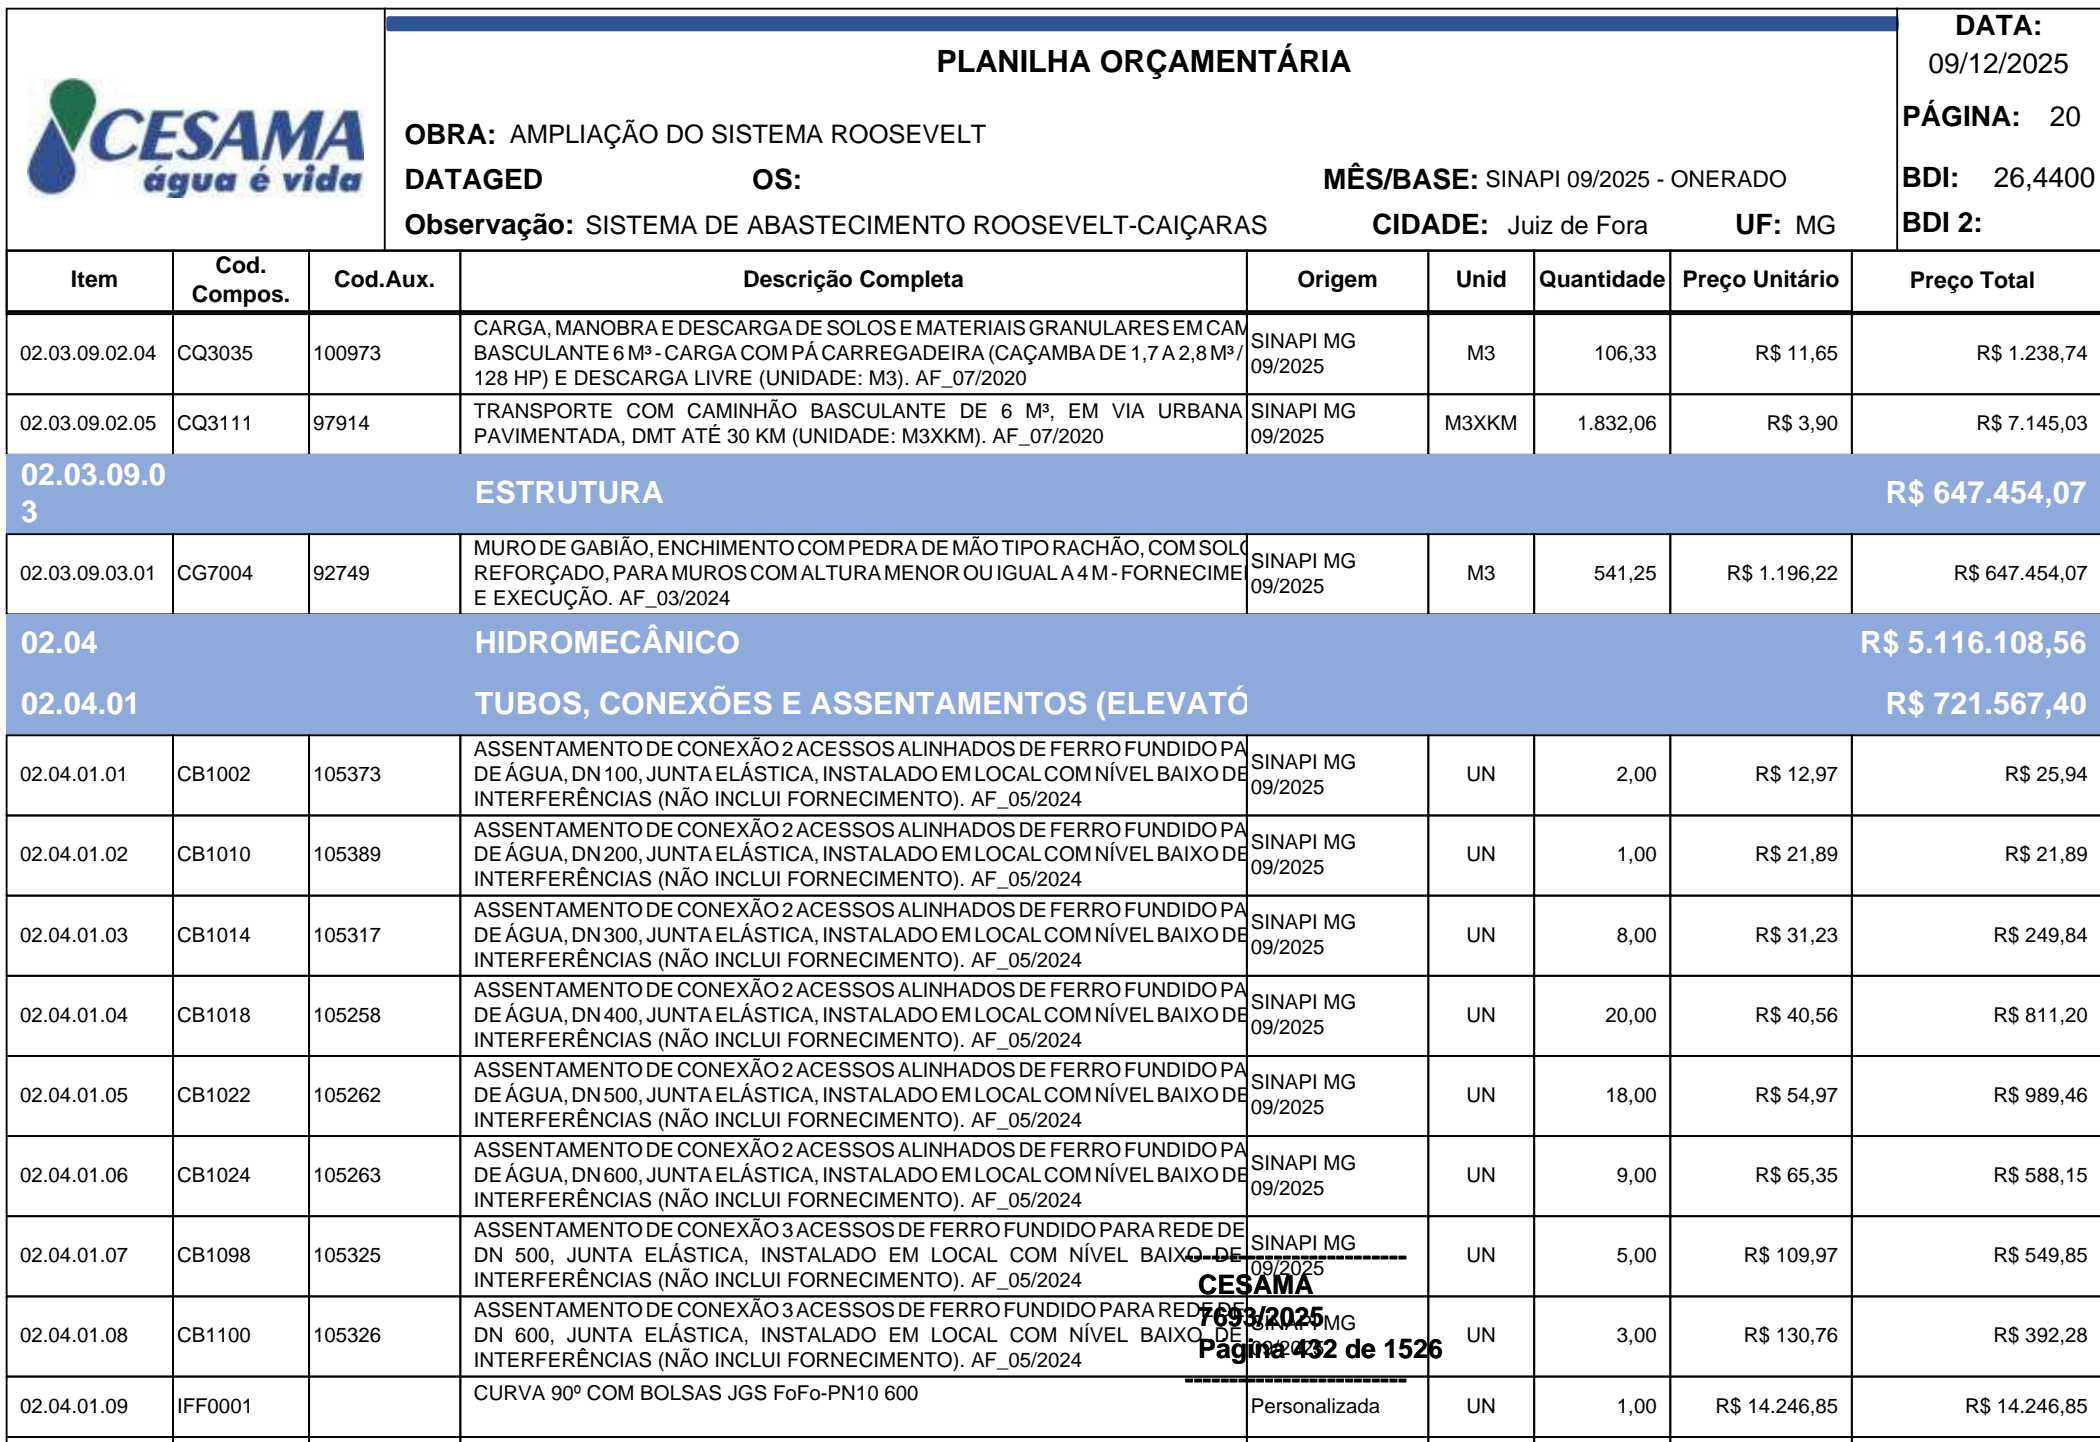 CESAMA
água é vida
PLANILHA ORÇAMENTÁRIA
OBRA: AMPLIAÇÃO DO SISTEMA ROOSEVELT
DATAGED OS: MÊS/BASE: SINAPI 09/2025 - ONERADO
Observação: SISTEMA DE ABASTECIMENTO ROOSEVELT-CAIÇARAS CIDADE: Juiz de Fora UF: MG
DATA:
09/12/2025
PÁGINA: 20
BDI: 26,4400
BDI 2:
Item Cod. Compos. Cod.Aux. Descrição Completa Origem Unid Quantidade Preço Unitário Preço Total
CARGA, MANOBRA E DESCARGA DE SOLOS E MATERIAIS GRANULARES EM CAM
02.03.09.02.04 CQ3035 100973 BASCULANTE 6 M³ - CARGA COM PÁ CARREGADEIRA (CAÇAMBA DE 1,7 A 2,8 M³ / SINAPI MG 09/2025 M3 106,33 R$ 11,65 R$ 1.238,74
128 HP) E DESCARGA LIVRE (UNIDADE: M3). AF_07/2020
02.03.09.02.05 CQ3111 97914 TRANSPORTE COM CAMINHÃO BASCULANTE DE 6 M³, EM VIA URBANA SINAPI MG 09/2025 M3XKM 1.832,06 R$ 3,90 R$ 7.145,03
PAVIMENTADA, DMT ATÉ 30 KM (UNIDADE: M3XKM). AF_07/2020
02.03.09.0
3 ESTRUTURA R$ 647.454,07
MURO DE GABIÃO, ENCHIMENTO COM PEDRA DE MÃO TIPO RACHÃO, COM SOLO
02.03.09.03.01 CG7004 92749 REFORÇADO, PARA MUROS COM ALTURA MENOR OU IGUAL A 4 M - FORNECIME SINAPI MG 09/2025 M3 541,25 R$ 1.196,22 R$ 647.454,07
E EXECUÇÃO. AF_03/2024
02.04 HIDROMECÂNICO R$ 5.116.108,56
02.04.01 TUBOS, CONEXÕES E ASSENTAMENTOS (ELEVATÓ R$ 721.567,40
ASSENTAMENTO DE CONEXÃO 2 ACESSOS ALINHADOS DE FERRO FUNDIDO PA
02.04.01.01 CB1002 105373 DE ÁGUA, DN 100, JUNTA ELÁSTICA, INSTALADO EM LOCAL COM NÍVEL BAIXO DE SINAPI MG 09/2025 UN 2,00 R$ 12,97 R$ 25,94
INTERFERÊNCIAS (NÃO INCLUI FORNECIMENTO). AF_05/2024
ASSENTAMENTO DE CONEXÃO 2 ACESSOS ALINHADOS DE FERRO FUNDIDO PA
02.04.01.02 CB1010 105389 DE ÁGUA, DN 200, JUNTA ELÁSTICA, INSTALADO EM LOCAL COM NÍVEL BAIXO DE SINAPI MG 09/2025 UN 1,00 R$ 21,89 R$ 21,89
INTERFERÊNCIAS (NÃO INCLUI FORNECIMENTO). AF_05/2024
ASSENTAMENTO DE CONEXÃO 2 ACESSOS ALINHADOS DE FERRO FUNDIDO PA
02.04.01.03 CB1014 105317 DE ÁGUA, DN 300, JUNTA ELÁSTICA, INSTALADO EM LOCAL COM NÍVEL BAIXO DE SINAPI MG 09/2025 UN 8,00 R$ 31,23 R$ 249,84
INTERFERÊNCIAS (NÃO INCLUI FORNECIMENTO). AF_05/2024
ASSENTAMENTO DE CONEXÃO 2 ACESSOS ALINHADOS DE FERRO FUNDIDO PA
02.04.01.04 CB1018 105258 DE ÁGUA, DN 400, JUNTA ELÁSTICA, INSTALADO EM LOCAL COM NÍVEL BAIXO DE SINAPI MG 09/2025 UN 20,00 R$ 40,56 R$ 811,20
INTERFERÊNCIAS (NÃO INCLUI FORNECIMENTO). AF_05/2024
ASSENTAMENTO DE CONEXÃO 2 ACESSOS ALINHADOS DE FERRO FUNDIDO PA
02.04.01.05 CB1022 105262 DE ÁGUA, DN 500, JUNTA ELÁSTICA, INSTALADO EM LOCAL COM NÍVEL BAIXO DE SINAPI MG 09/2025 UN 18,00 R$ 54,97 R$ 989,46
INTERFERÊNCIAS (NÃO INCLUI FORNECIMENTO). AF_05/2024
ASSENTAMENTO DE CONEXÃO 2 ACESSOS ALINHADOS DE FERRO FUNDIDO PA
02.04.01.06 CB1024 105263 DE ÁGUA, DN 600, JUNTA ELÁSTICA, INSTALADO EM LOCAL COM NÍVEL BAIXO DE SINAPI MG 09/2025 UN 9,00 R$ 65,35 R$ 588,15
INTERFERÊNCIAS (NÃO INCLUI FORNECIMENTO). AF_05/2024
ASSENTAMENTO DE CONEXÃO 3 ACESSOS DE FERRO FUNDIDO PARA REDE DE
02.04.01.07 CB1098 105325 DN 500, JUNTA ELÁSTICA, INSTALADO EM LOCAL COM NÍVEL BAIXO DE SINAPI MG 09/2025 UN 5,00 R$ 109,97 R$ 549,85
INTERFERÊNCIAS (NÃO INCLUI FORNECIMENTO). AF_05/2024
ASSENTAMENTO DE CONEXÃO 3 ACESSOS DE FERRO FUNDIDO PARA REDE DE
02.04.01.08 CB1100 105326 DN 600, JUNTA ELÁSTICA, INSTALADO EM LOCAL COM NÍVEL BAIXO DE SINAPI MG 09/2025 UN 3,00 R$ 130,76 R$ 392,28
INTERFERÊNCIAS (NÃO INCLUI FORNECIMENTO). AF_05/2024
CESAMA
7693/2025
Página 432 de 1526
02.04.01.09 IFF0001 CURVA 90º COM BOLSAS JGS FoFo-PN10 600 Personalizada UN 1,00 R$ 14.246,85 R$ 14.246,85